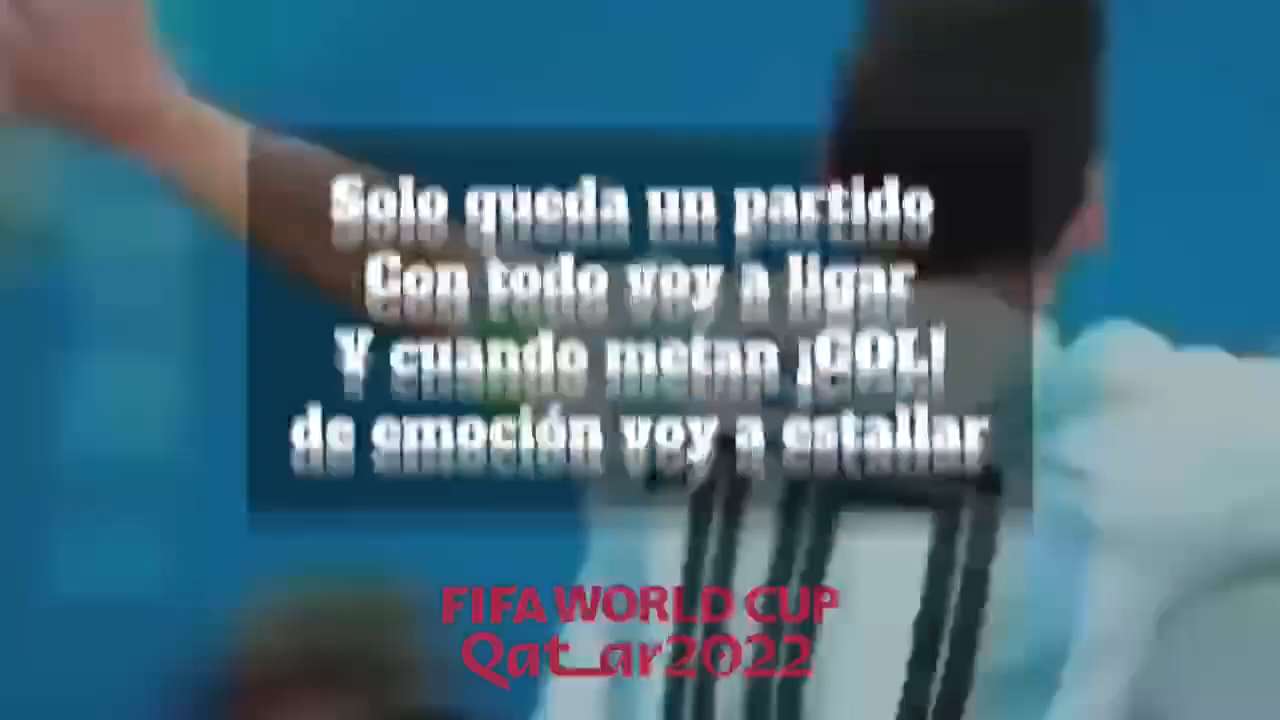 Solo queda un partido
Con todo voy a ligar
Y cuando metan ¡GOL!
de emoción voy a estallar
FIFA WORLD CUP
Qatar2022